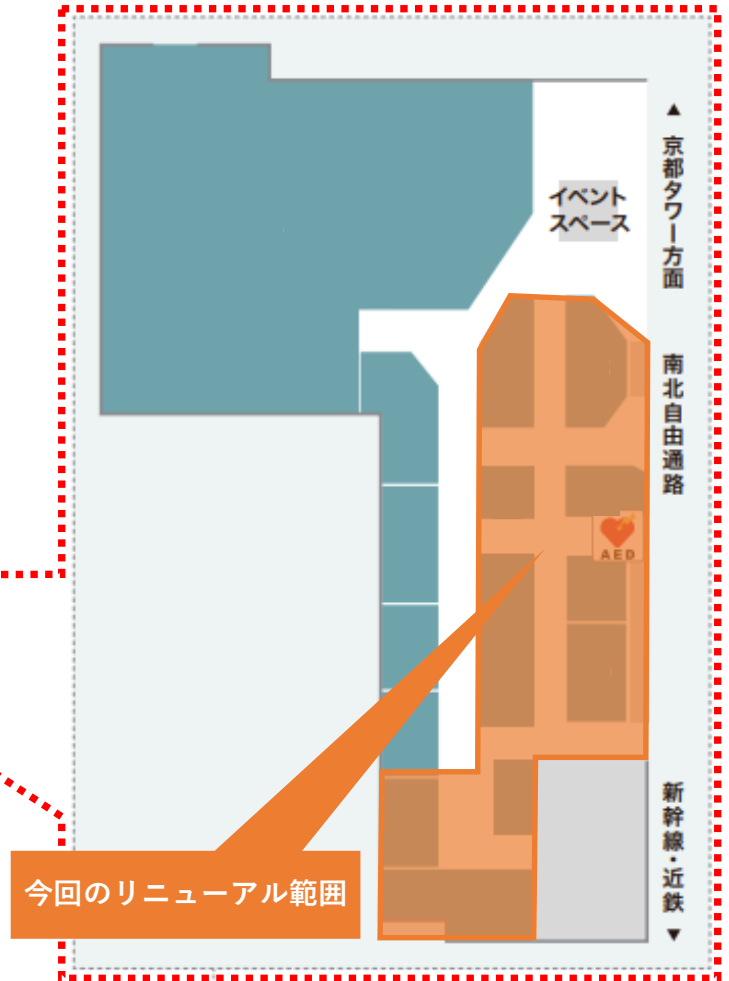 ▲ 京都タワー方面
イベント
スペース
南北自由通路
AED
新幹線・近鉄 ▼
今回のリニューアル範囲